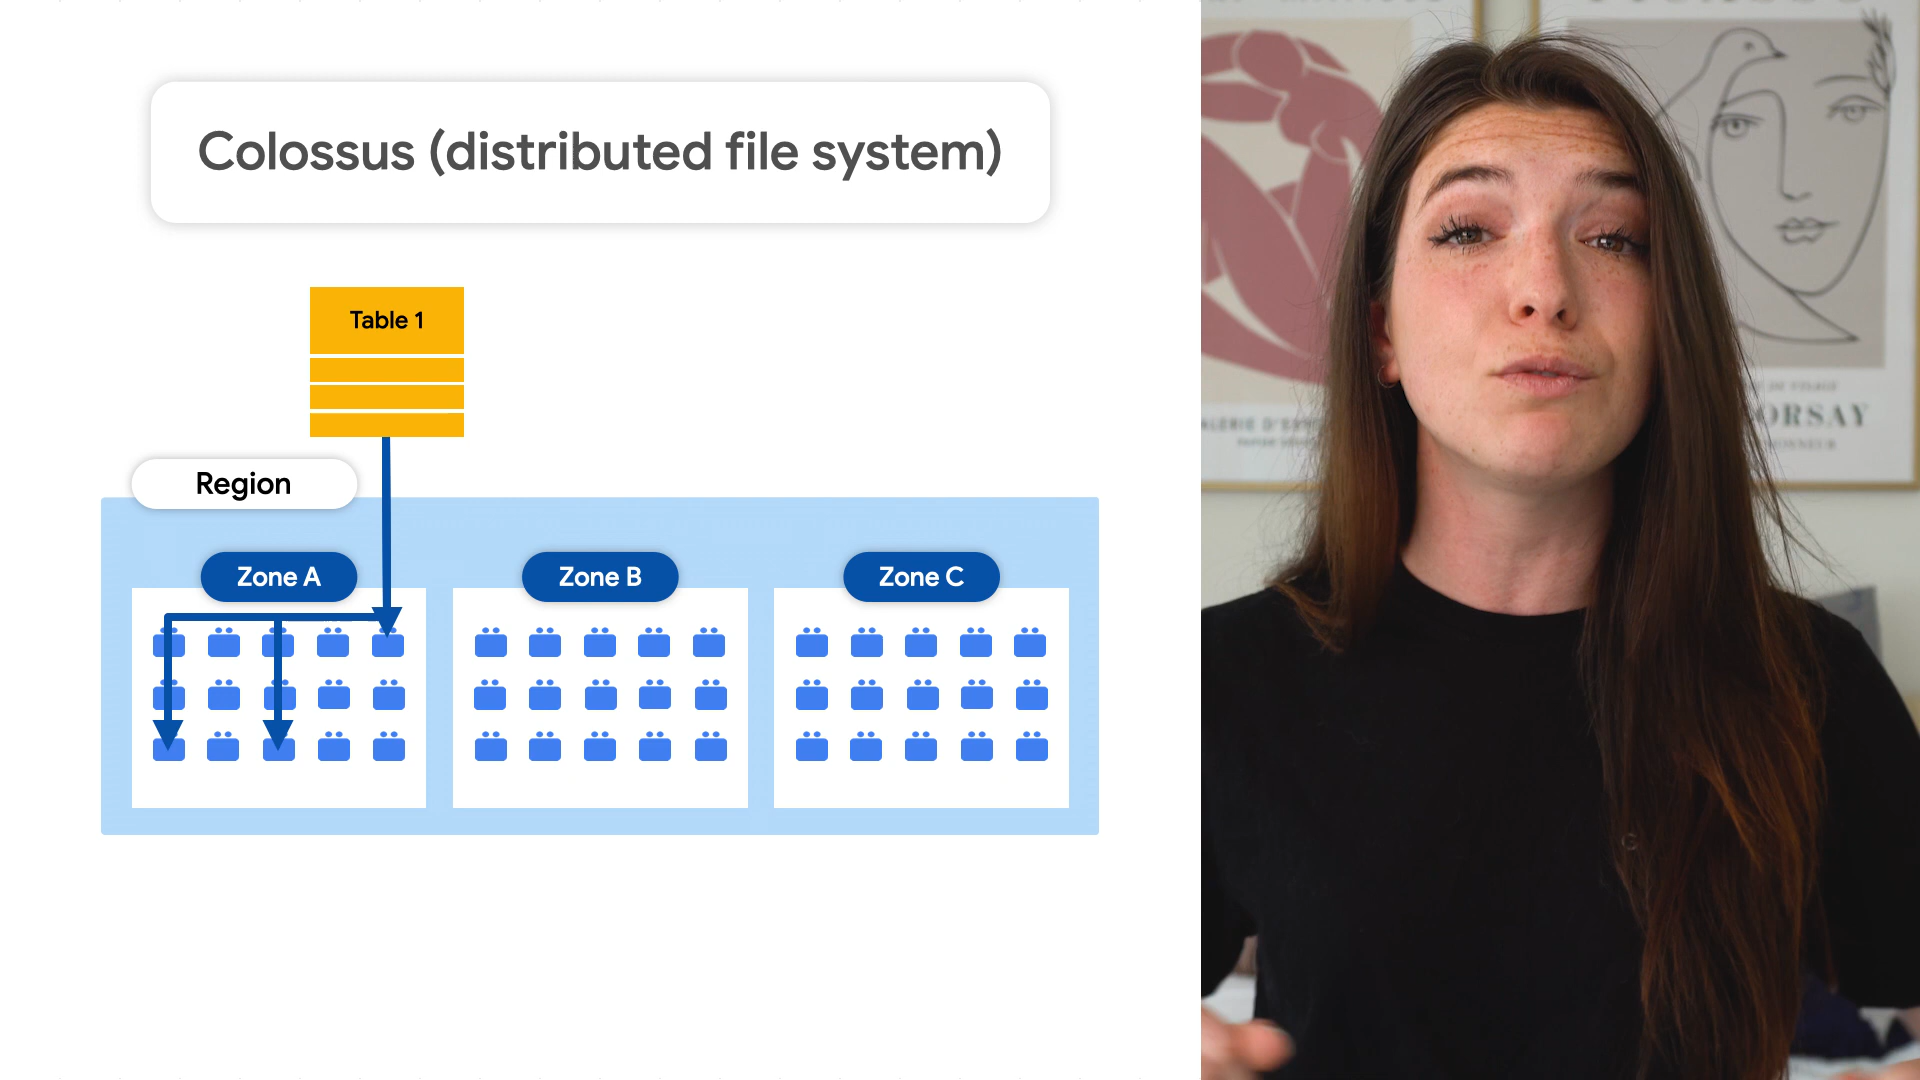 Colossus (distributed file system)
Table 1
Region
Zone A
Zone B
Zone C
ORSAY